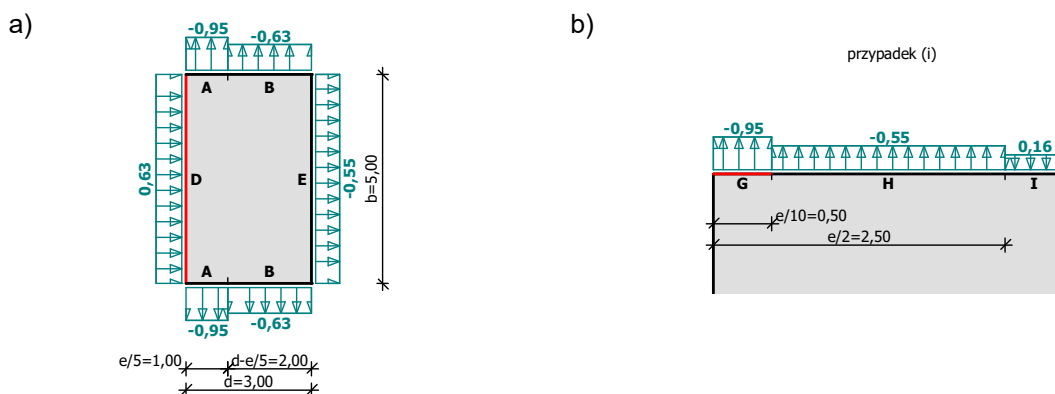 a)
-0,95
-0,63
A
B
0,63
D
E
-0,55
b=5,00
A
B
-0,95
-0,63
e/5=1,00
d-e/5=2,00
d=3,00
b)
przypadek (i)
-0,95
-0,55
0,16
G
H
I
e/10=0,50
e/2=2,50